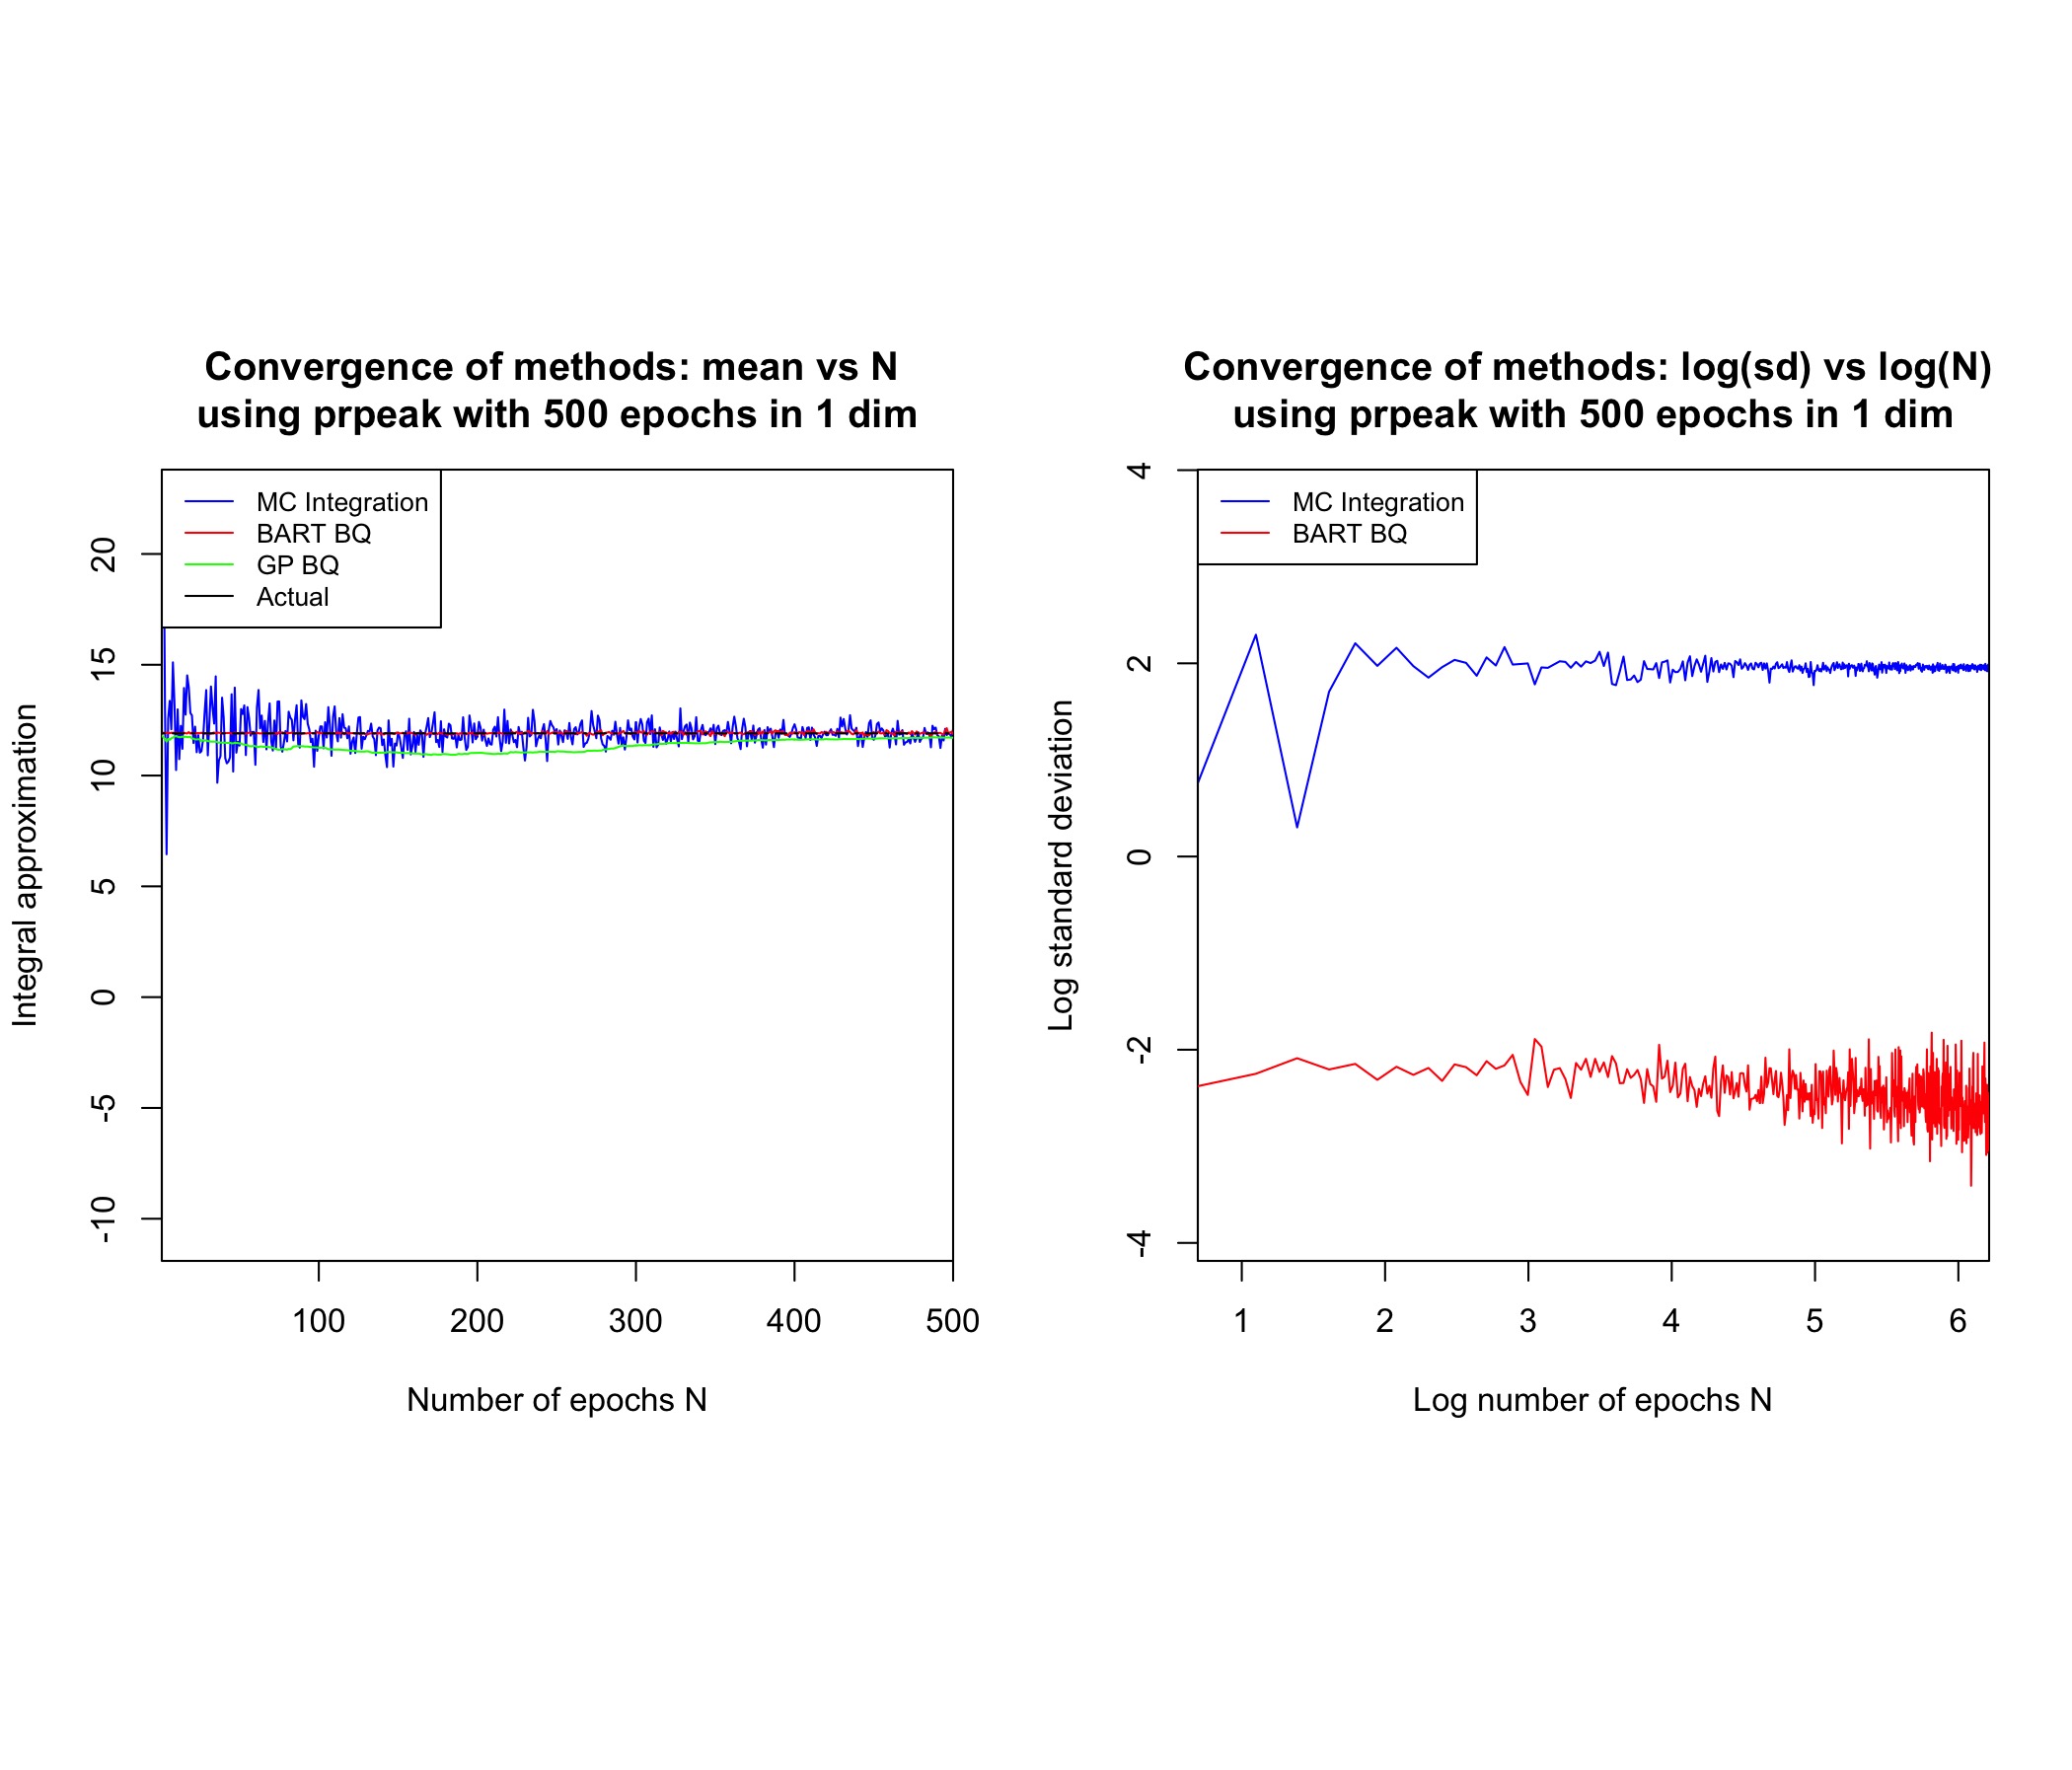 Convergence of methods: mean vs N
using prpeak with 500 epochs in 1 dim
MC Integration
BART BQ
GP BQ
Actual
Integral approximation
20
15
10
5
0
-5
-10
100 200 300 400 500
Number of epochs N
Convergence of methods: log(sd) vs log(N)
using prpeak with 500 epochs in 1 dim
MC Integration
BART BQ
Log standard deviation
4
2
0
-2
-4
1 2 3 4 5 6
Log number of epochs N